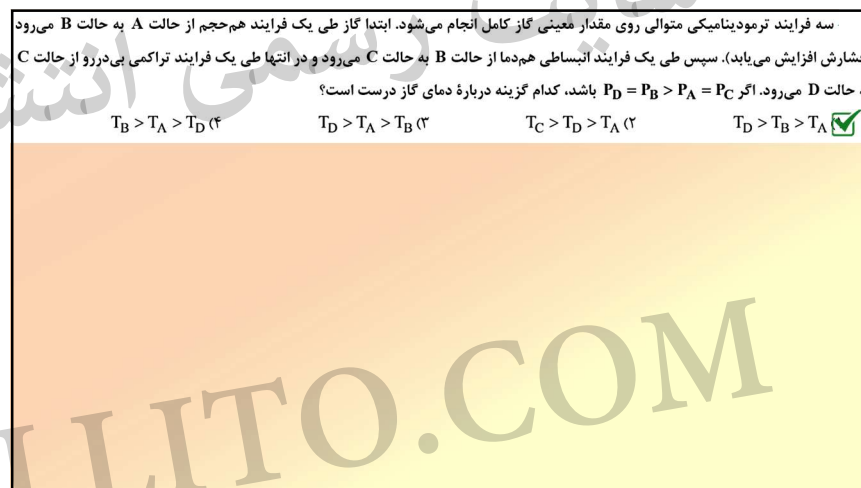 سه فرایند ترمودینامیکی متوالی روی مقدار معینی گاز کامل انجام می‌شود. ابتدا گاز طی یک فرایند هم‌حجم از حالت A به حالت B می‌رود
فشارش افزایش می‌یابد). سپس طی یک فرایند انبساطی هم‌دما از حالت B به حالت C می‌رود و در انتها طی یک فرایند تراکمی بی‌دررو از حالت C
حالت D می‌رود. اگر P_D = P_B > P_A = P_C باشد، کدام گزینه دربارهٔ دمای گاز درست است؟
T_D > T_B > T_A T_C > T_D > T_A (۲ T_D > T_A > T_B (۳ T_B > T_A > T_D (۴
سایت رسمی
LLITO.COM